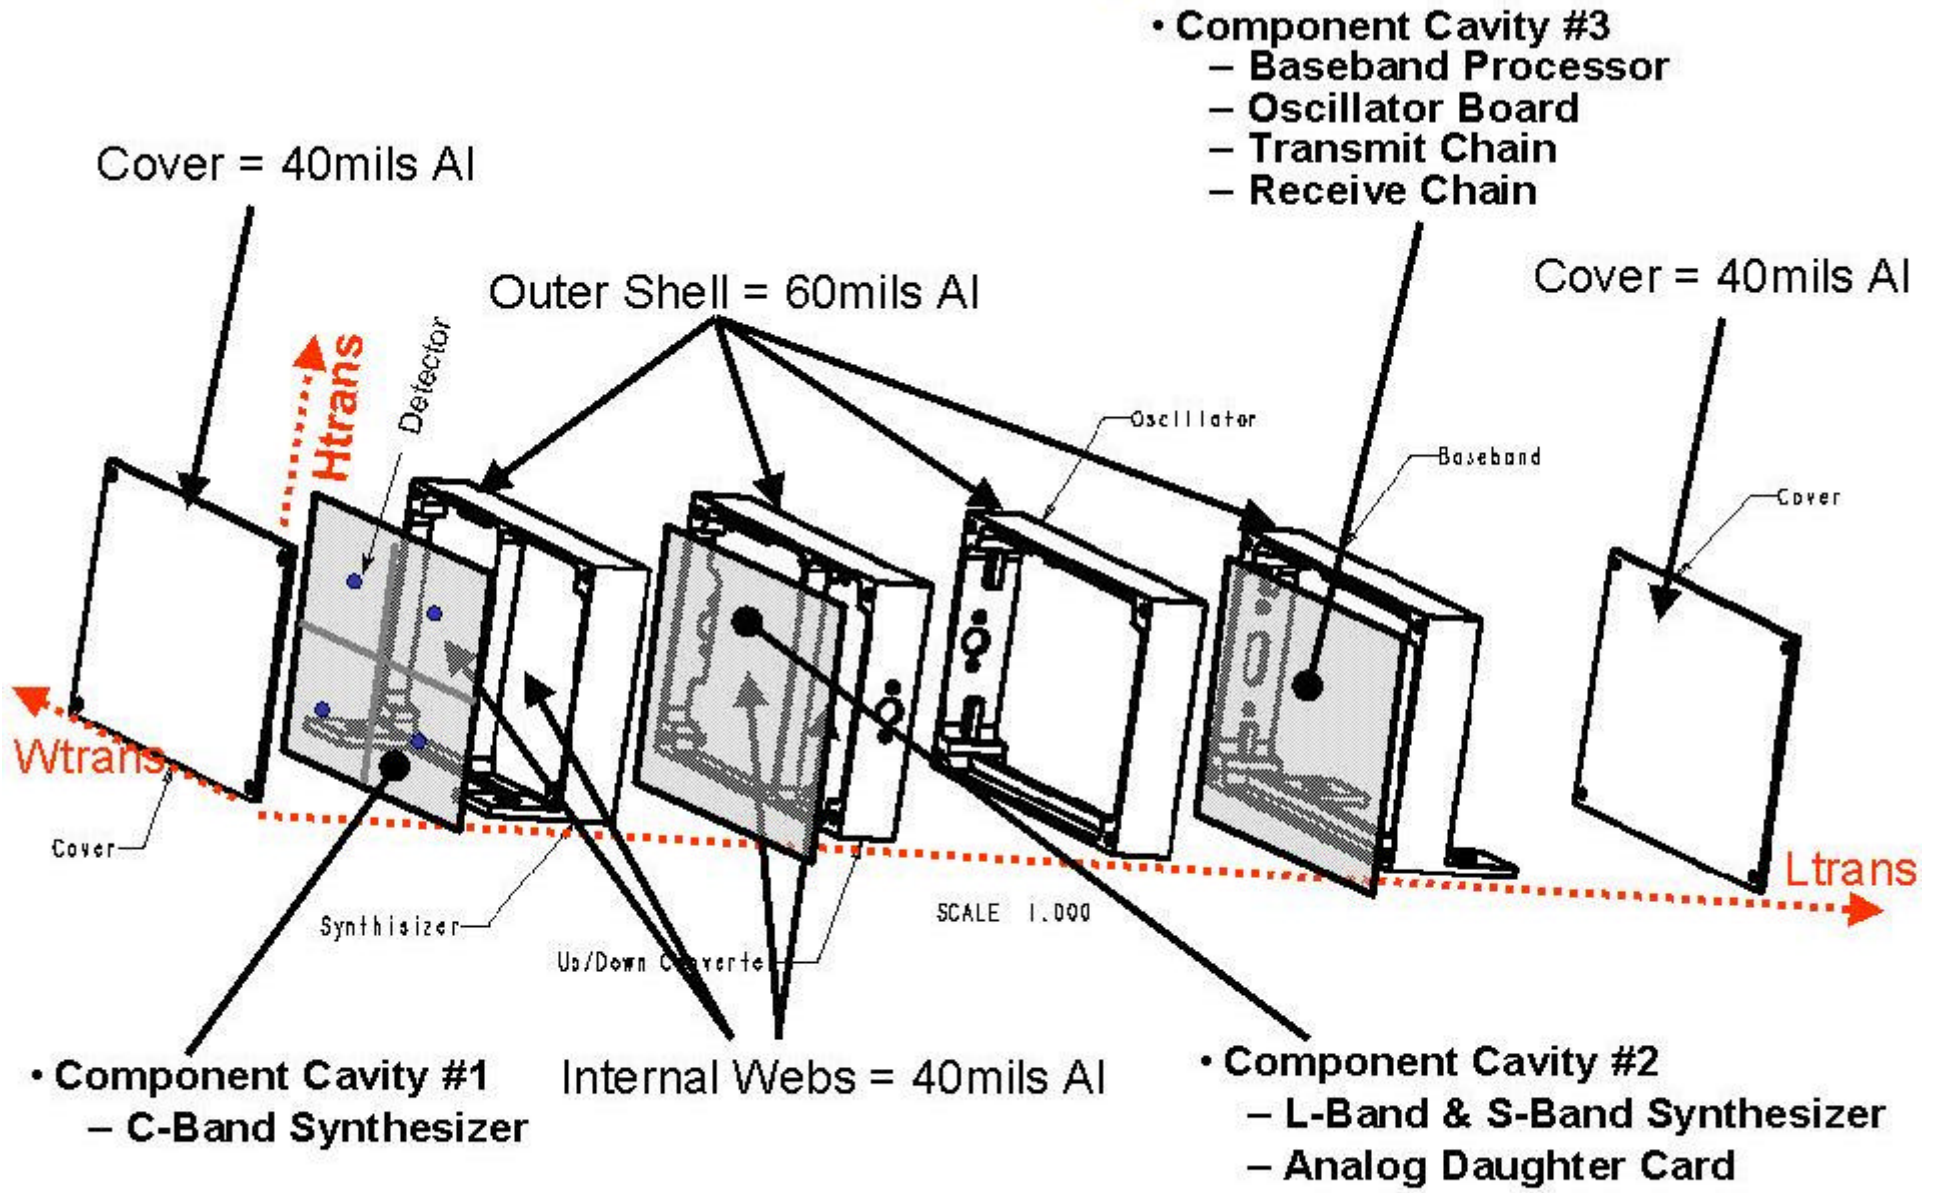 • Component Cavity #3
– Baseband Processor
– Oscillator Board
– Transmit Chain
– Receive Chain
Cover = 40mils Al
Outer Shell = 60mils Al
Cover = 40mils Al
Htrans
Detector
Oscillator
Baseband
Cover
Wtrans
Cover
Ltrans
Synthisizer
SCALE 1.000
Up/Down
• Component Cavity #1
– C-Band Synthesizer
Internal Webs = 40mils Al
• Component Cavity #2
– L-Band & S-Band Synthesizer
– Analog Daughter Card